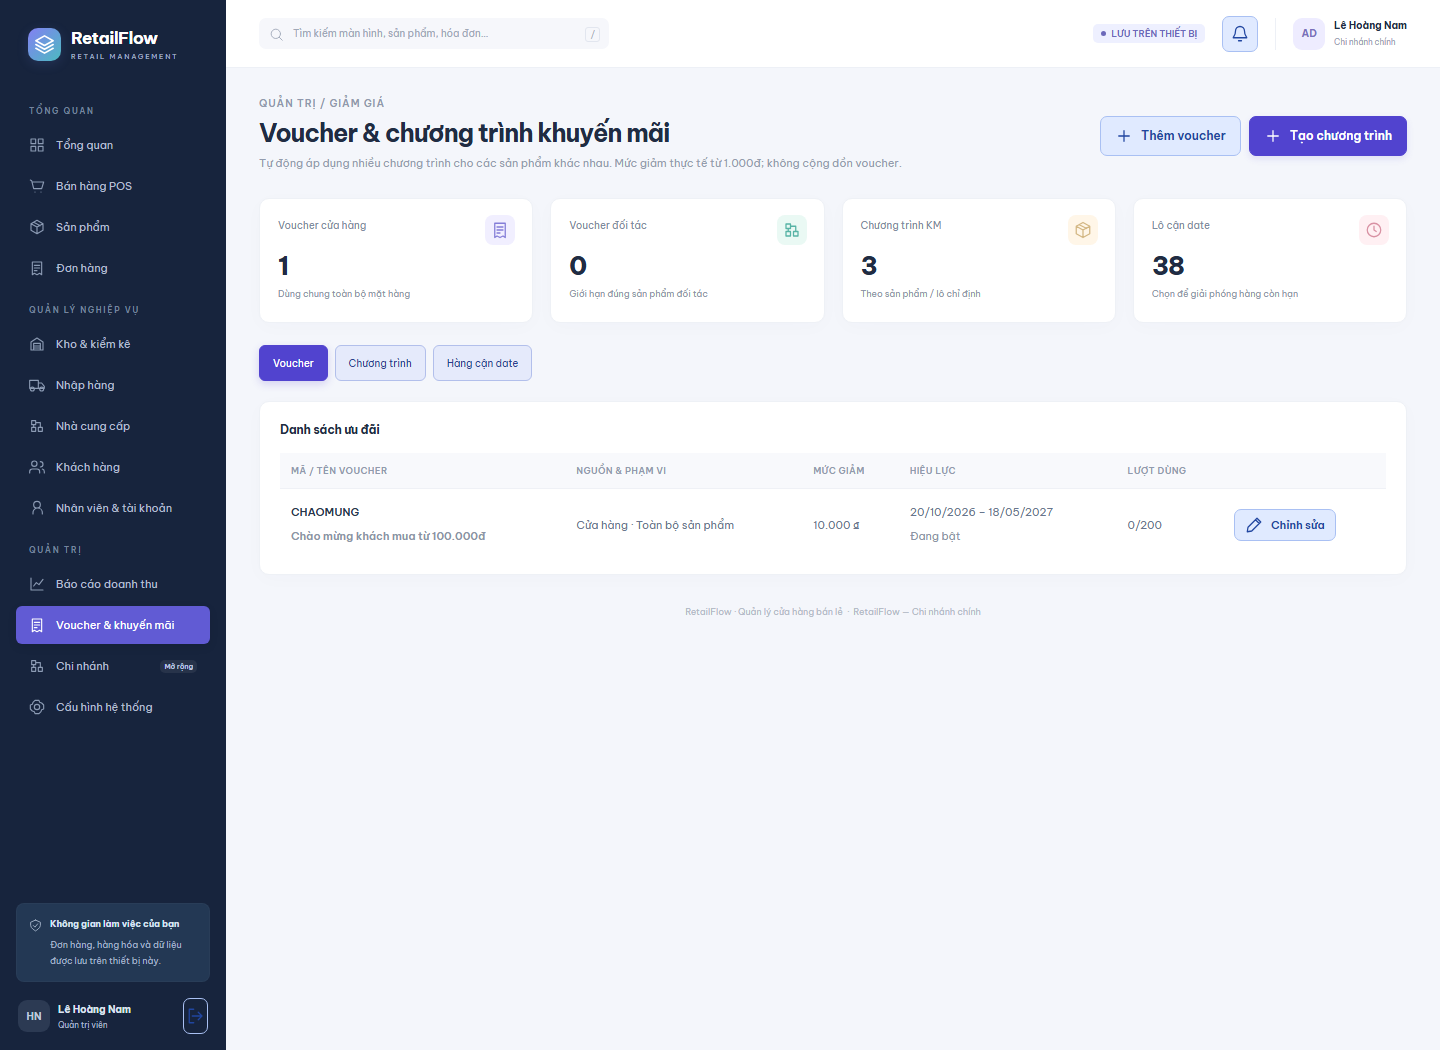 RetailFlow
RETAIL MANAGEMENT
TỔNG QUAN
Tổng quan
Bán hàng POS
Sản phẩm
Đơn hàng
QUẢN LÝ NGHIỆP VỤ
Kho & kiểm kê
Nhập hàng
Nhà cung cấp
Khách hàng
Nhân viên & tài khoản
QUẢN TRỊ
Báo cáo doanh thu
Voucher & khuyến mãi
Chi nhánh
Mở rộng
Cấu hình hệ thống
Không gian làm việc của bạn
Đơn hàng, hàng hóa và dữ liệu
được lưu trên thiết bị này.
HN
Lê Hoàng Nam
Quản trị viên
Tìm kiếm màn hình, sản phẩm, hóa đơn...
/
LƯU TRÊN THIẾT BỊ
AD
Lê Hoàng Nam
Chi nhánh chính
QUẢN TRỊ / GIẢM GIÁ
Voucher & chương trình khuyến mãi
Tự động áp dụng nhiều chương trình cho các sản phẩm khác nhau. Mức giảm thực tế từ 1.000đ; không cộng dồn voucher.
Thêm voucher
Tạo chương trình
Voucher cửa hàng
1
Dùng chung toàn bộ mặt hàng
Voucher đối tác
0
Giới hạn đúng sản phẩm đối tác
Chương trình KM
3
Theo sản phẩm / lô chỉ định
Lô cận date
38
Chọn để giải phóng hàng còn hạn
Voucher
Chương trình
Hàng cận date
Danh sách ưu đãi
MÃ / TÊN VOUCHER
NGUỒN & PHẠM VI
MỨC GIẢM
HIỆU LỰC
LƯỢT DÙNG
CHAOMUNG
Chào mừng khách mua từ 100.000đ
Cửa hàng · Toàn bộ sản phẩm
10.000 ₫
20/10/2026 – 18/05/2027
Đang bật
0/200
Chỉnh sửa
RetailFlow · Quản lý cửa hàng bán lẻ · RetailFlow — Chi nhánh chính